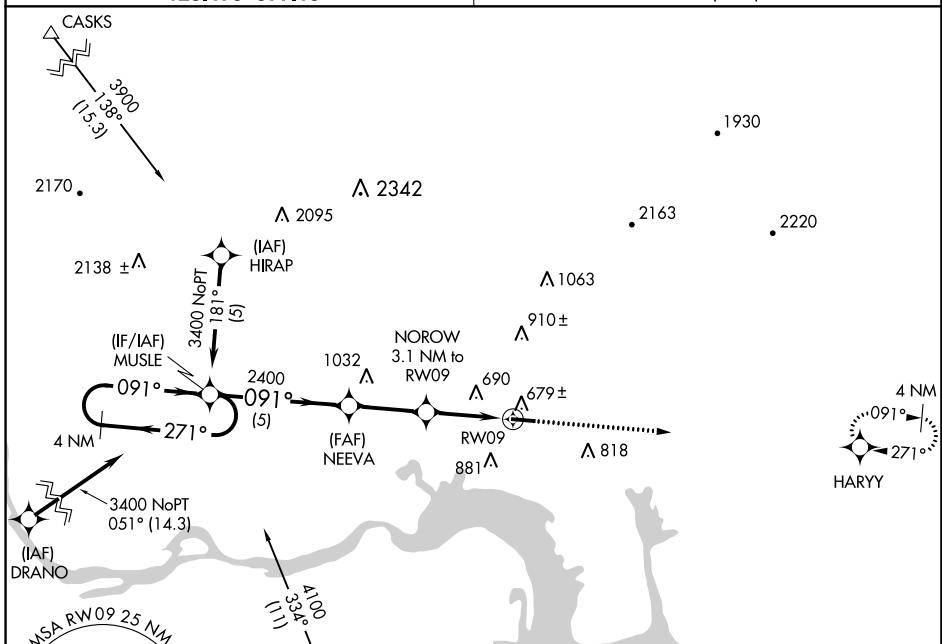 CASKS
3900
138°
(15.3)
1930
2170
2342
2095
2163
2220
(IAF)
HIRAP
2138 ±
1063
3400 NoPT
181°
(5)
910±
NOROW
3.1 NM to
RW09
(IF/IAF)
MUSLE
1032
690
2400
091°
091°
(5)
679±
4 NM
091°
271°
4 NM
271°
(FAF)
NEEVA
RW09
818
881
HARYY
3400 NoPT
051° (14.3)
(IAF)
DRANO
4100
334°
(11)
MSA RW09 25 NM